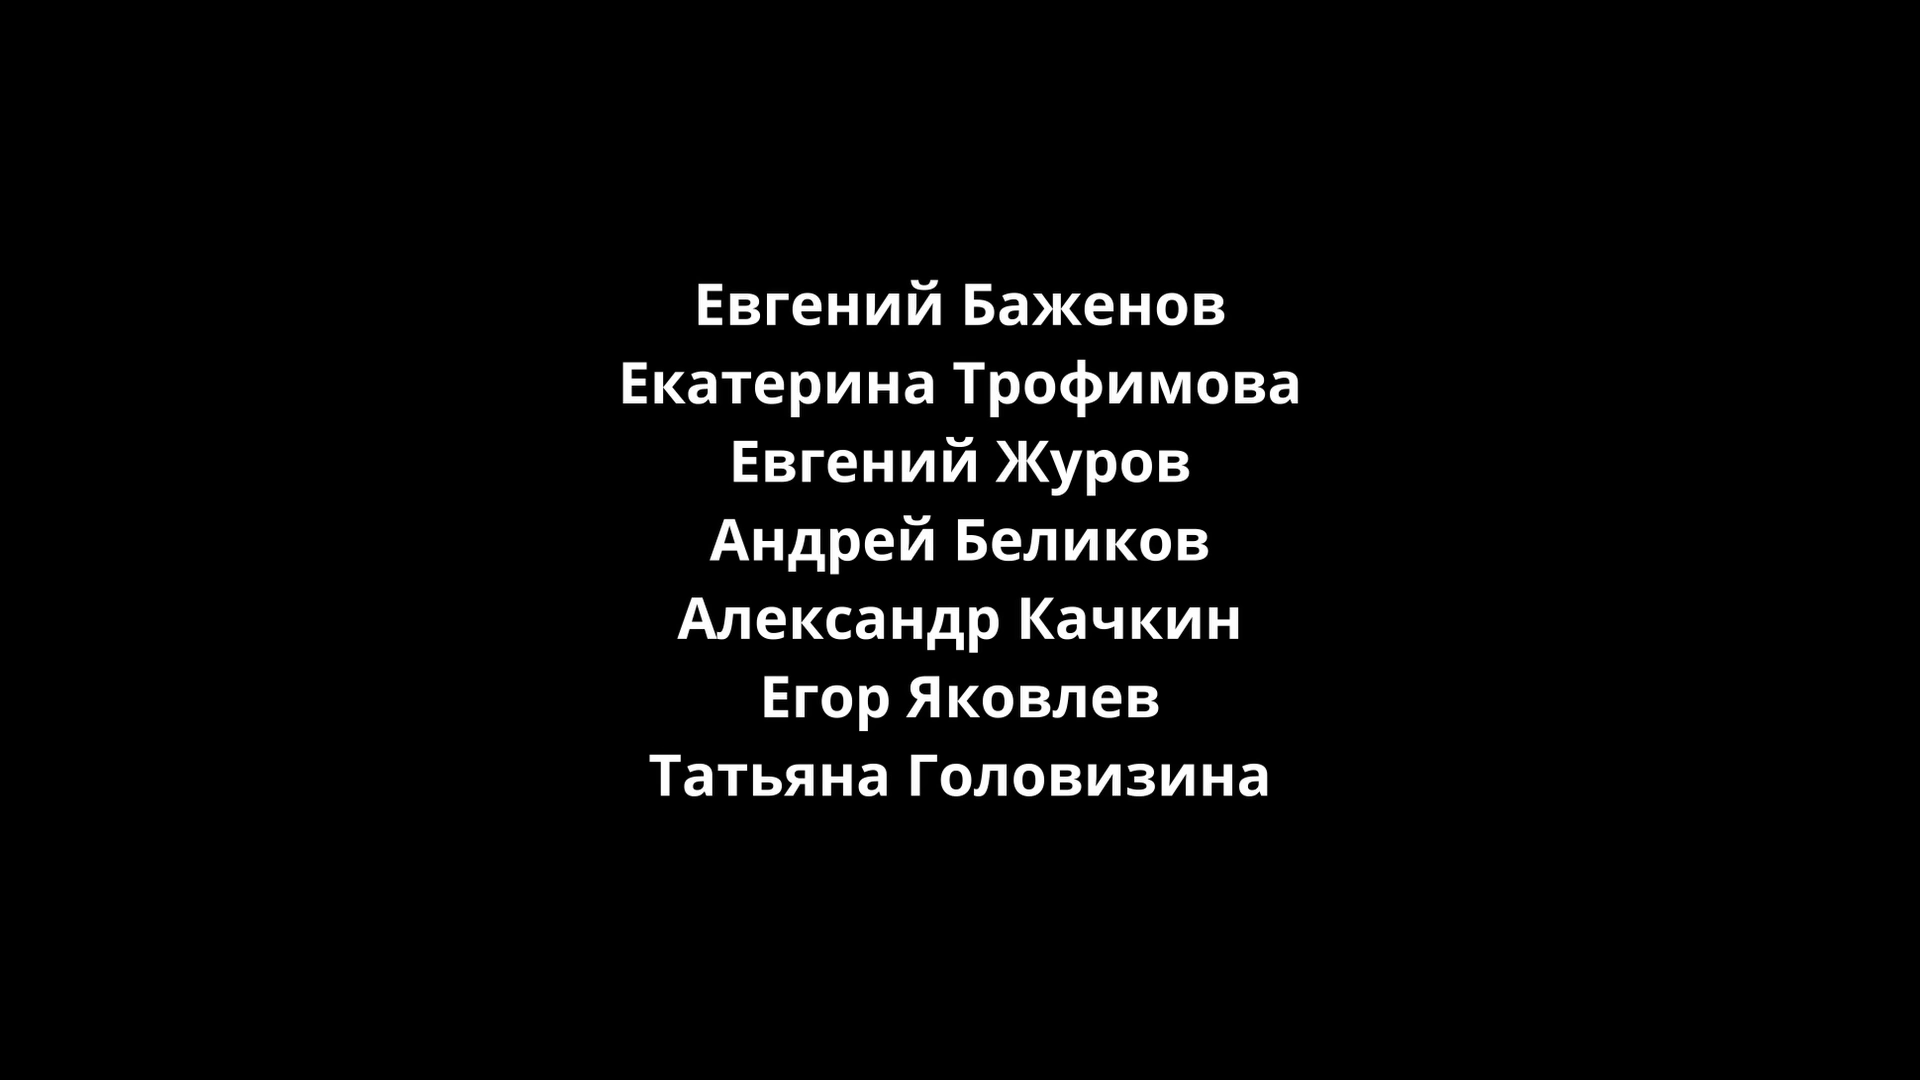 Евгений Баженов
Екатерина Трофимова
Евгений Журов
Андрей Беликов
Александр Качкин
Егор Яковлев
Татьяна Головизина